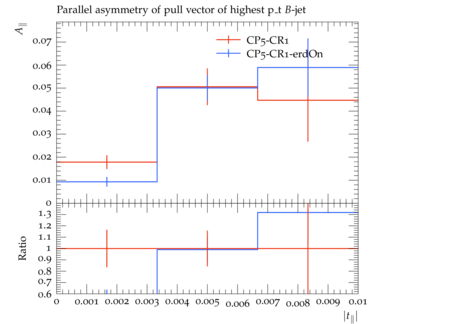 Parallel asymmetry of pull vector of highest p_t B-jet
A∥
CP5-CR1
CP5-CR1-erdOn
0.07
0.06
0.05
0.04
0.03
0.02
0.01
0
Ratio
1.3
1.2
1.1
1
0.9
0.8
0.7
0.6
0 0.001 0.002 0.003 0.004 0.005 0.006 0.007 0.008 0.009 0.01
|t∥|